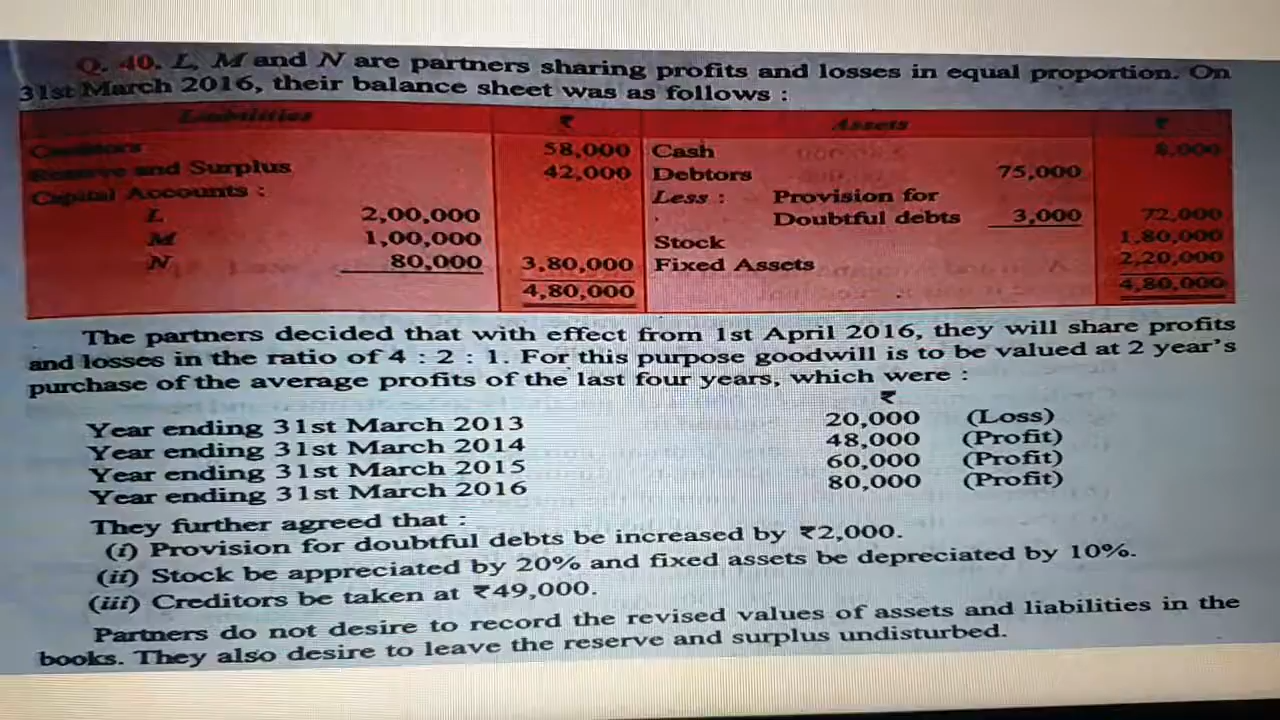 Q. 40. L, M and N are partners sharing profits and losses in equal proportion. On
31st March 2016, their balance sheet was as follows :
Liabilities ₹ Assets ₹
Creditors 58,000 Cash 8,000
Reserve and Surplus 42,000 Debtors 75,000
Capital Accounts : Less : Provision for
L 2,00,000 Doubtful debts 3,000 72,000
M 1,00,000 Stock 1,80,000
N 80,000 3,80,000 Fixed Assets 2,20,000
4,80,000 4,80,000
The partners decided that with effect from 1st April 2016, they will share profits
and losses in the ratio of 4 : 2 : 1. For this purpose goodwill is to be valued at 2 year's
purchase of the average profits of the last four years, which were :
₹
Year ending 31st March 2013 20,000 (Loss)
Year ending 31st March 2014 48,000 (Profit)
Year ending 31st March 2015 60,000 (Profit)
Year ending 31st March 2016 80,000 (Profit)
They further agreed that :
(i) Provision for doubtful debts be increased by ₹2,000.
(ii) Stock be appreciated by 20% and fixed assets be depreciated by 10%.
(iii) Creditors be taken at ₹49,000.
Partners do not desire to record the revised values of assets and liabilities in the
books. They also desire to leave the reserve and surplus undisturbed.